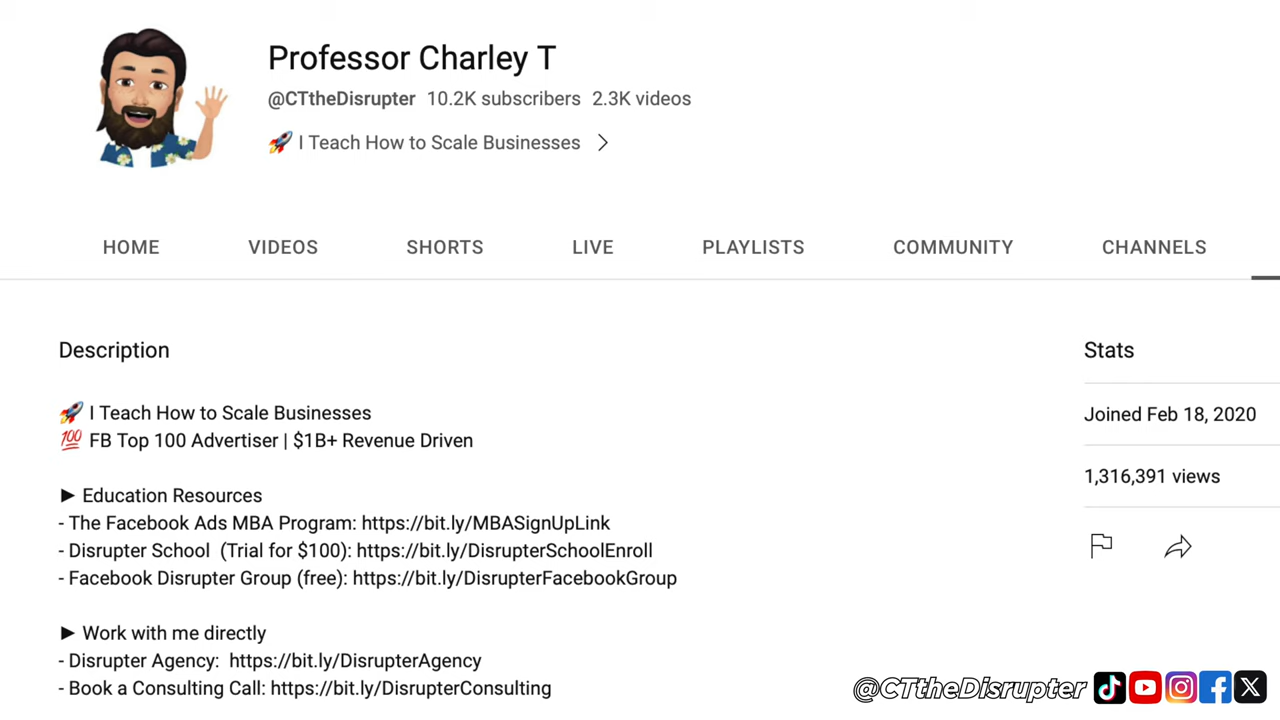 Professor Charley T
@CTtheDisrupter 10.2K subscribers 2.3K videos
🚀 I Teach How to Scale Businesses >
HOME VIDEOS SHORTS LIVE PLAYLISTS COMMUNITY CHANNELS
Description
🚀 I Teach How to Scale Businesses
💯 FB Top 100 Advertiser | $1B+ Revenue Driven
► Education Resources
- The Facebook Ads MBA Program: https://bit.ly/MBASignUpLink
- Disrupter School (Trial for $100): https://bit.ly/DisrupterSchoolEnroll
- Facebook Disrupter Group (free): https://bit.ly/DisrupterFacebookGroup
► Work with me directly
- Disrupter Agency: https://bit.ly/DisrupterAgency
- Book a Consulting Call: https://bit.ly/DisrupterConsulting
Stats
Joined Feb 18, 2020
1,316,391 views
@CTtheDisrupter